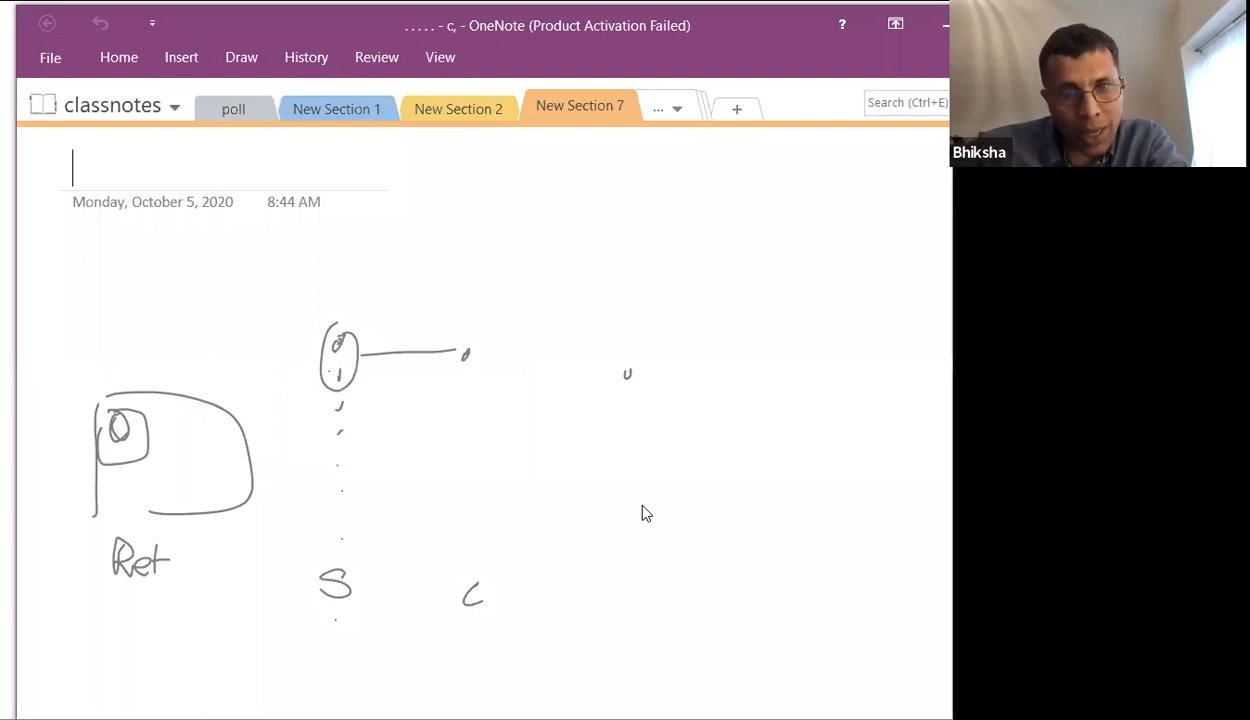 . . . . . - c, - OneNote (Product Activation Failed)
?
File Home Insert Draw History Review View
classnotes
poll
New Section 1
New Section 2
New Section 7
...
+
Search (Ctrl+E)
Bhiksha
Monday, October 5, 2020 8:44 AM
Ret
S
C